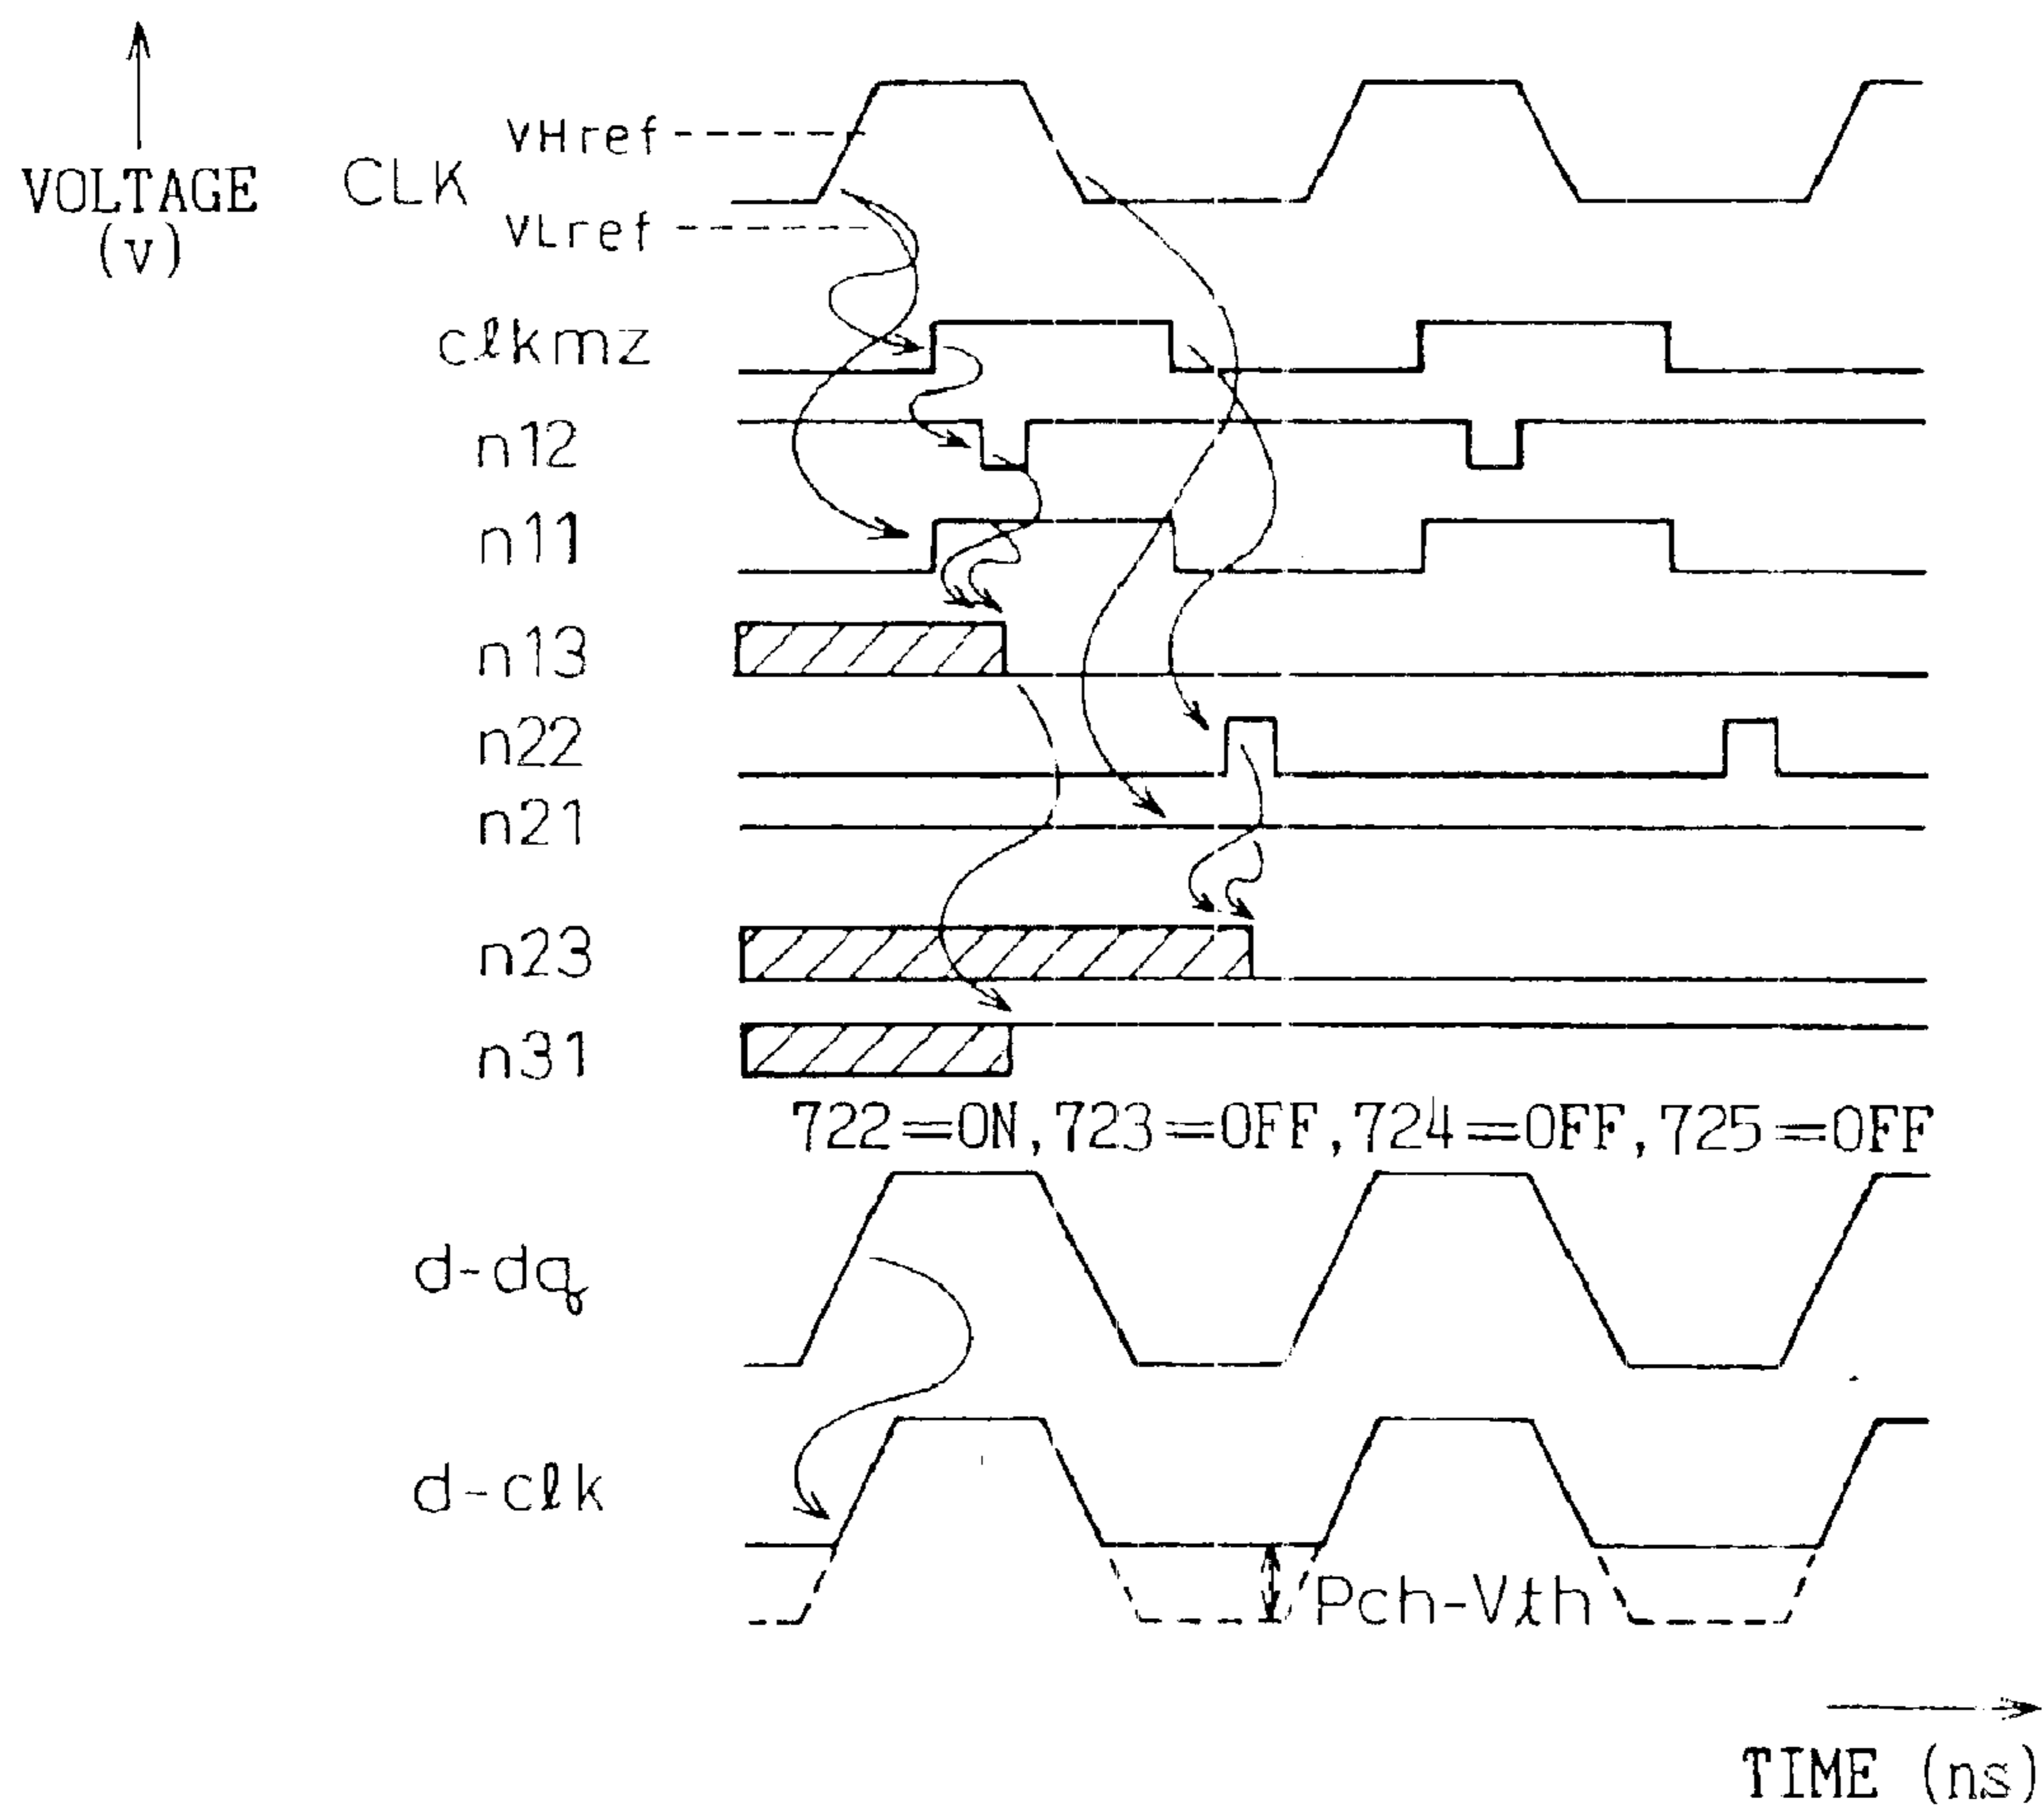 VOLTAGE
(v)
VHref
CLK
VLref
clkmz
n12
n11
n13
n22
n21
n23
n31
722=ON,723=OFF,724=OFF,725=OFF
d-dq
d-clk
Pch-Vth
TIME (ns)